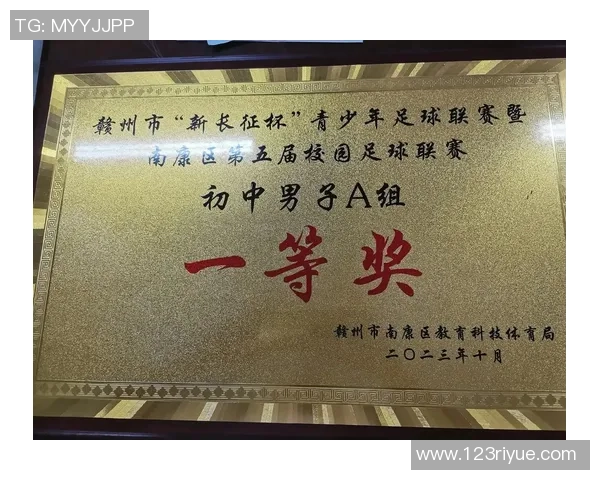 TG: MYYJJPP
赣州市“新长征杯”青少年足球联赛暨
南康区第五届校园足球联赛
初中男子A组
一等奖
赣州市南康区教育科技体育局
二〇二三年十月
www.123riyue.com